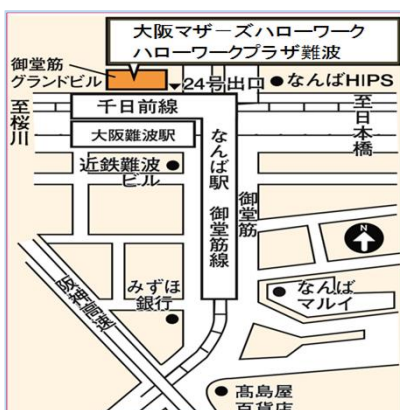 大阪マザーズハローワーク
ハローワークプラザ難波
御堂筋
グランドビル
24号出口
なんばHIPS
至桜川
千日前線
至日本橋
大阪難波駅
なんば駅 御堂筋線
御堂筋
近鉄難波
ビル
N
みずほ
銀行
なんば
マルイ
阪神高速
髙島屋
百貨店